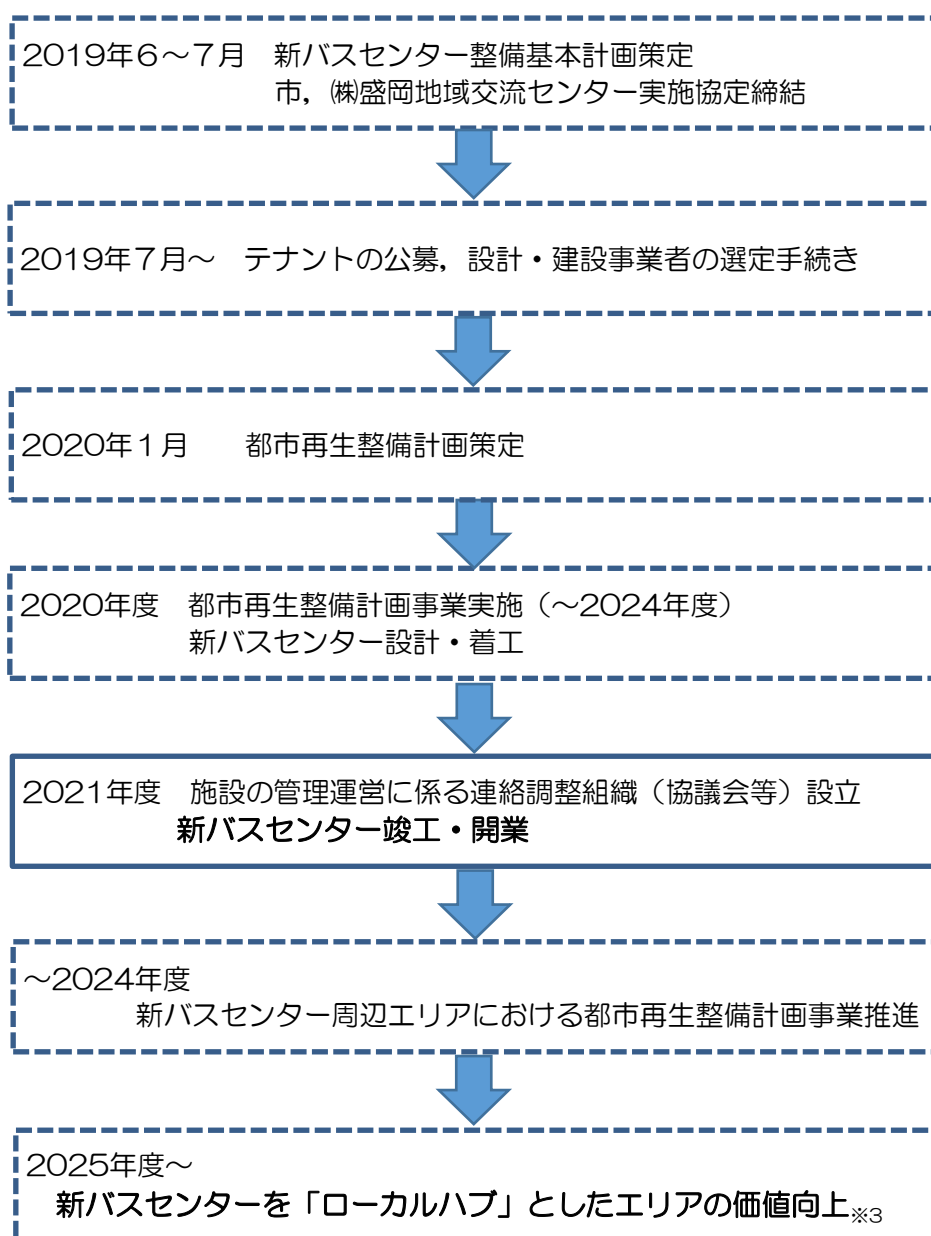 2019年６～７月　新バスセンター整備基本計画策定
市，㈱盛岡地域交流センター実施協定締結
2019年７月～　テナントの公募，設計・建設事業者の選定手続き
2020年１月　　都市再生整備計画策定
2020年度　都市再生整備計画事業実施（～2024年度）
新バスセンター設計・着工
2021年度　施設の管理運営に係る連絡調整組織（協議会等）設立
新バスセンター竣工・開業
～2024年度
新バスセンター周辺エリアにおける都市再生整備計画事業推進
2025年度～
新バスセンターを「ローカルハブ」としたエリアの価値向上※3